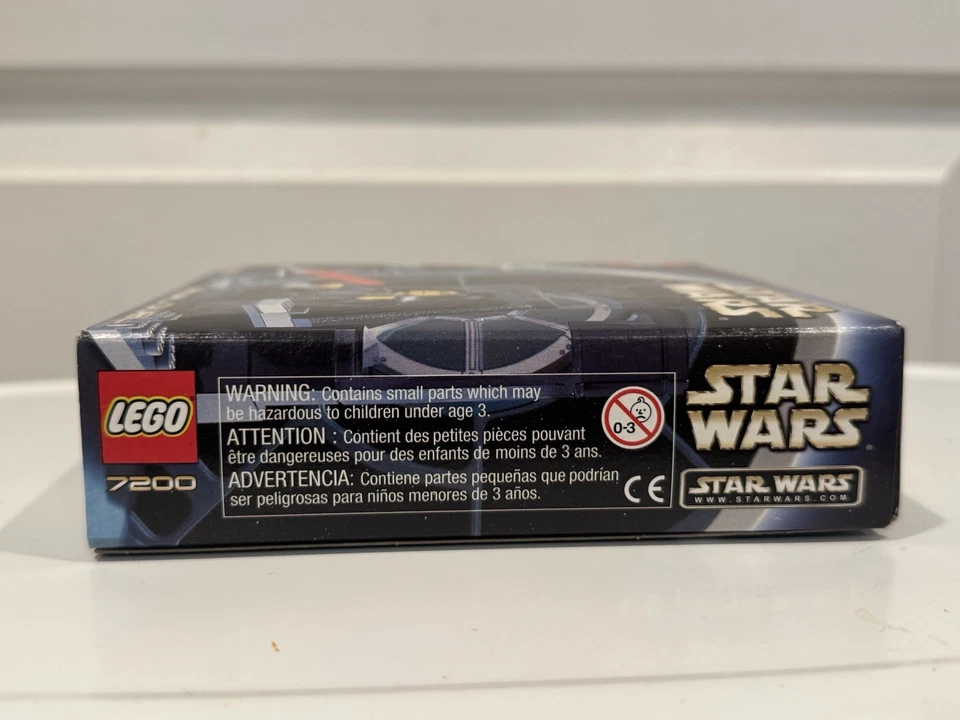 STAR
WARS
LEGO
7200
WARNING: Contains small parts which may
be hazardous to children under age 3.
ATTENTION : Contient des petites pièces pouvant
être dangereuses pour des enfants de moins de 3 ans.
ADVERTENCIA: Contiene partes pequeñas que podrían
ser peligrosas para niños menores de 3 años.
0-3
CE
STAR
WARS
STAR WARS
WWW.STARWARS.COM